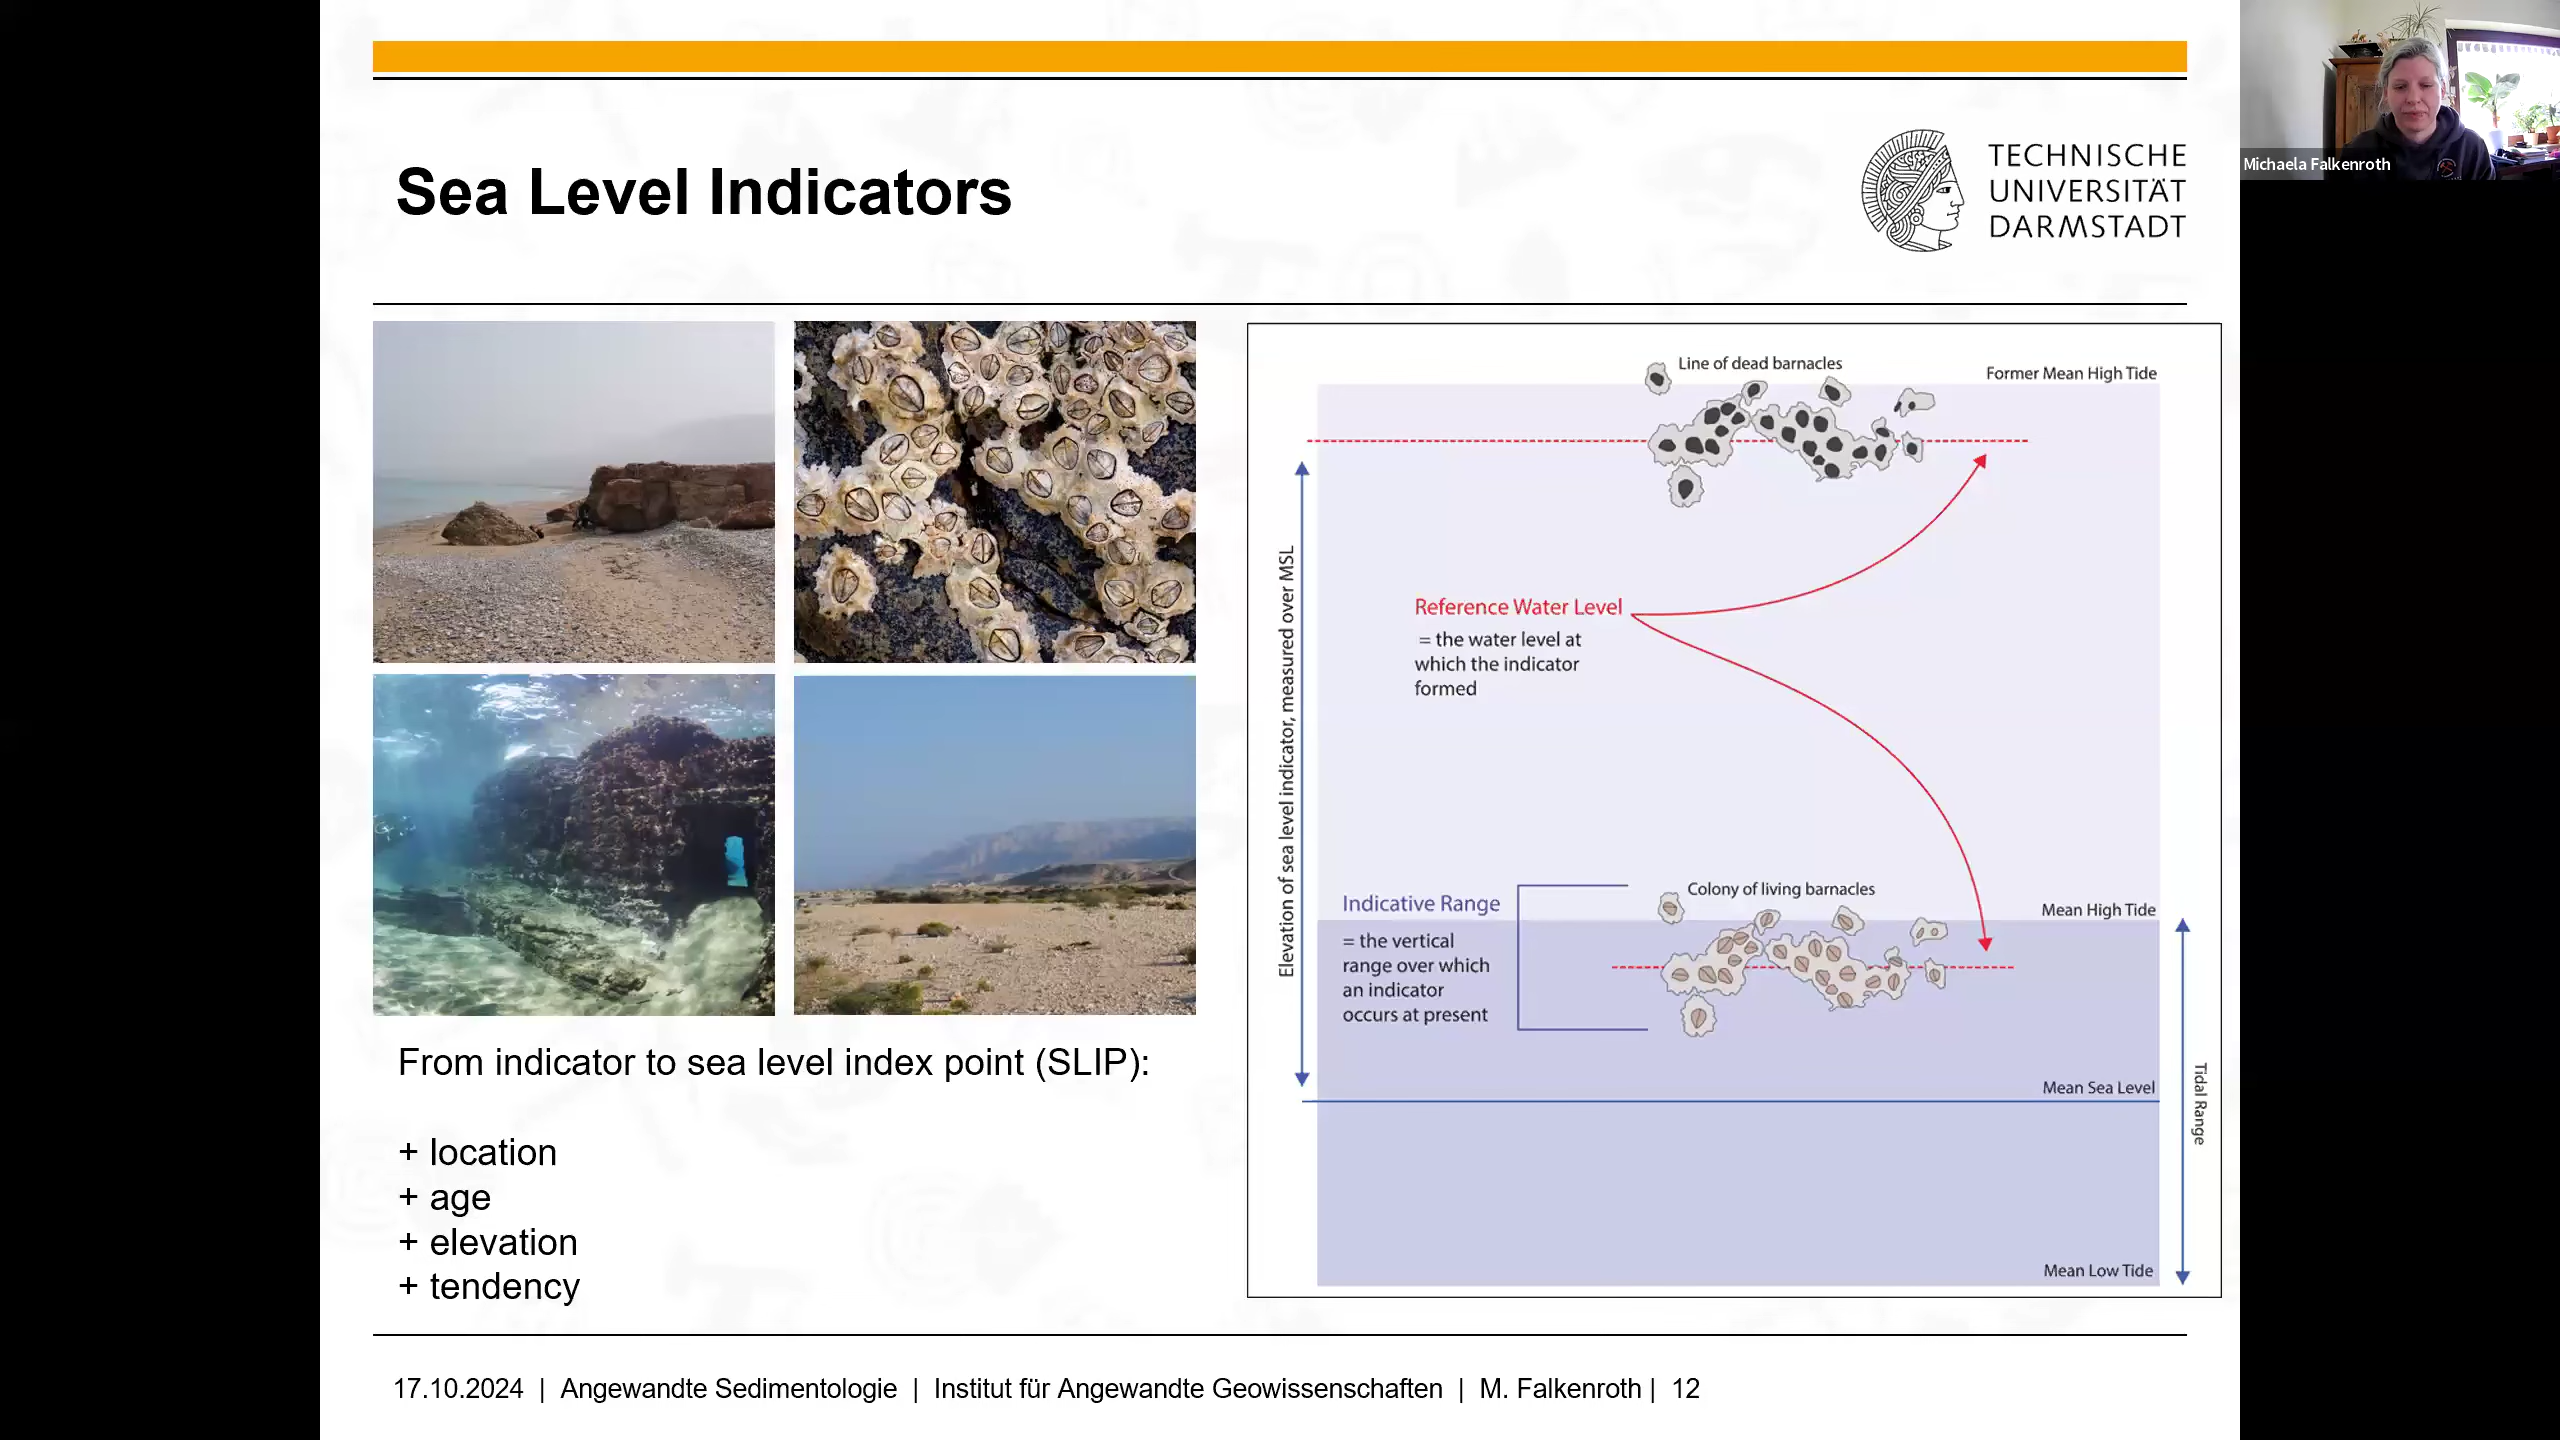 Sea Level Indicators
TECHNISCHE
UNIVERSITÄT
DARMSTADT
Michaela Falkenroth
From indicator to sea level index point (SLIP):
+ location
+ age
+ elevation
+ tendency
Line of dead barnacles
Former Mean High Tide
Elevation of sea level indicator, measured over MSL
Reference Water Level
= the water level at
which the indicator
formed
Indicative Range
= the vertical
range over which
an indicator
occurs at present
Colony of living barnacles
Mean High Tide
Mean Sea Level
Tidal Range
Mean Low Tide
17.10.2024 | Angewandte Sedimentologie | Institut für Angewandte Geowissenschaften | M. Falkenroth | 12